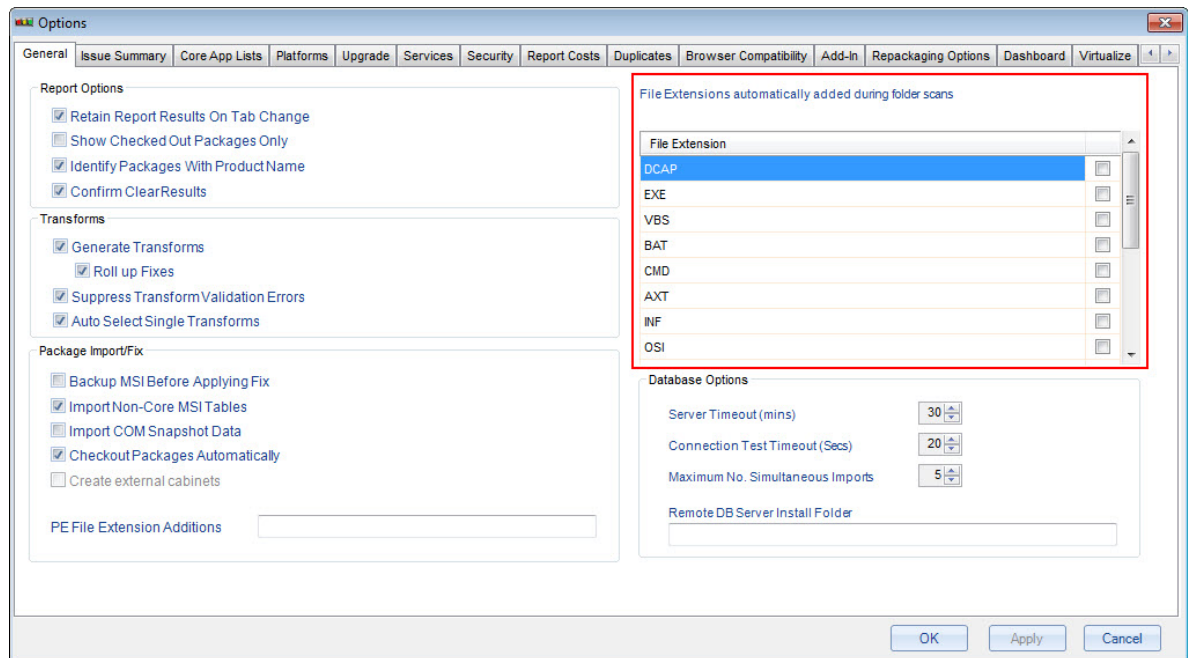 Options
General Issue Summary Core App Lists Platforms Upgrade Services Security Report Costs Duplicates Browser Compatibility Add-In Repackaging Options Dashboard Virtualize
Report Options
Retain Report Results On Tab Change
Show Checked Out Packages Only
Identify Packages With Product Name
Confirm Clear Results
Transforms
Generate Transforms
Roll up Fixes
Suppress Transform Validation Errors
Auto Select Single Transforms
Package Import/Fix
Backup MSI Before Applying Fix
Import Non-Core MSI Tables
Import COM Snapshot Data
Checkout Packages Automatically
Create external cabinets
PE File Extension Additions
File Extensions automatically added during folder scans
File Extension
DCAP
EXE
VBS
BAT
CMD
AXT
INF
OSI
Database Options
Server Timeout (mins) 30
Connection Test Timeout (Secs) 20
Maximum No. Simultaneous Imports 5
Remote DB Server Install Folder
OK Apply Cancel